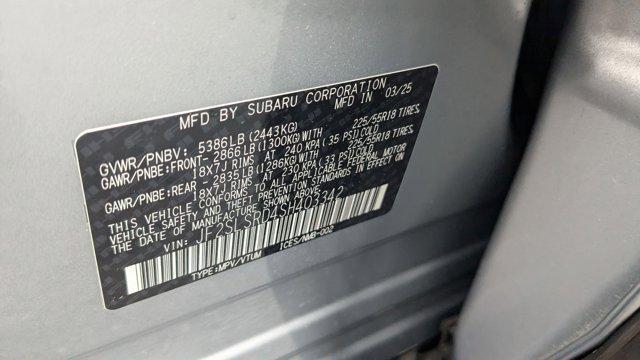 MFD BY SUBARU CORPORATION
MFD IN 03/25
GVWR/PNBV: 5386LB (2443KG)
GAWR/PNBE: FRONT- 2866LB (1300KG) WITH 225/55R18 TIRES,
18X7J RIMS AT 240 KPA (35 PSI) COLD
GAWR/PNBE: REAR - 2835LB (1286KG) WITH 225/55R18 TIRES,
18X7J RIMS AT 230 KPA (33 PSI) COLD
THIS VEHICLE CONFORMS TO ALL APPLICABLE FEDERAL MOTOR
VEHICLE SAFETY AND THEFT PREVENTION STANDARDS IN EFFECT ON
THE DATE OF MANUFACTURE SHOWN ABOVE.
VIN: JF2SLSRD4SH403342
TYPE: MPV/VTUM ICES/NMB-002